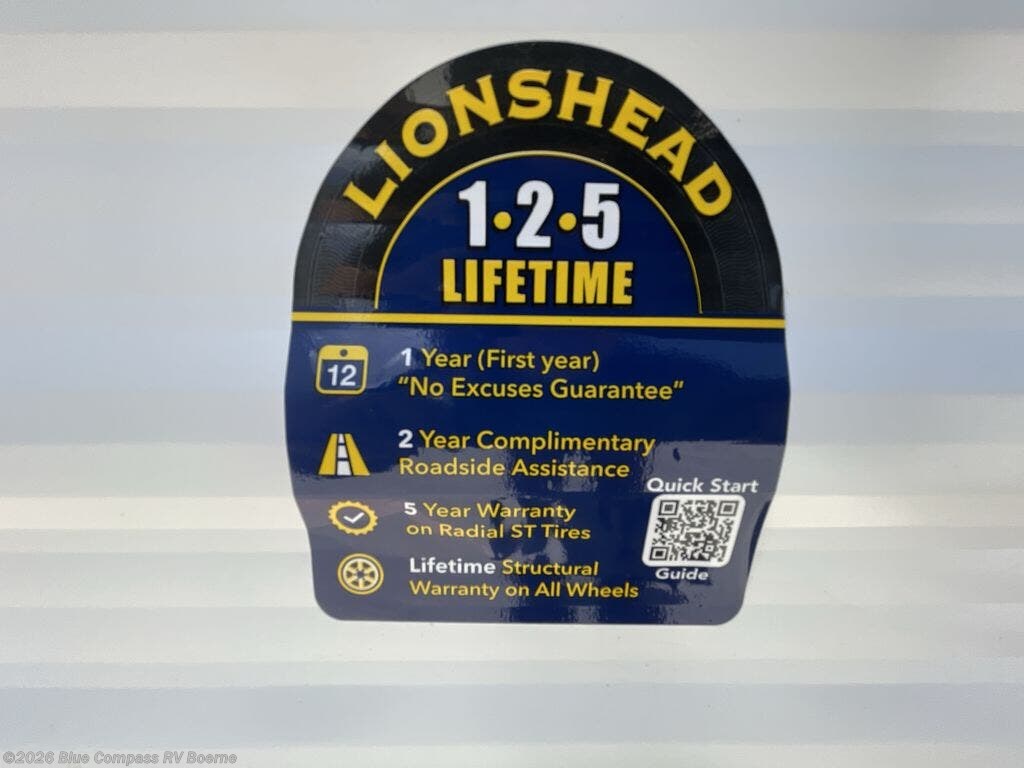 LIONSHEAD
1•2•5
LIFETIME
12
1 Year (First year)
“No Excuses Guarantee”
2 Year Complimentary
Roadside Assistance
5 Year Warranty
on Radial ST Tires
Lifetime Structural
Warranty on All Wheels
Quick Start
Guide
©2026 Blue Compass RV Boerne